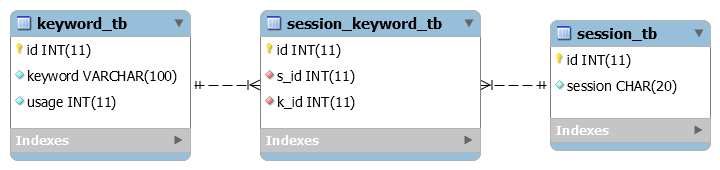 keyword_tb
id INT(11)
keyword VARCHAR(100)
usage INT(11)
Indexes
session_keyword_tb
id INT(11)
s_id INT(11)
k_id INT(11)
Indexes
session_tb
id INT(11)
session CHAR(20)
Indexes